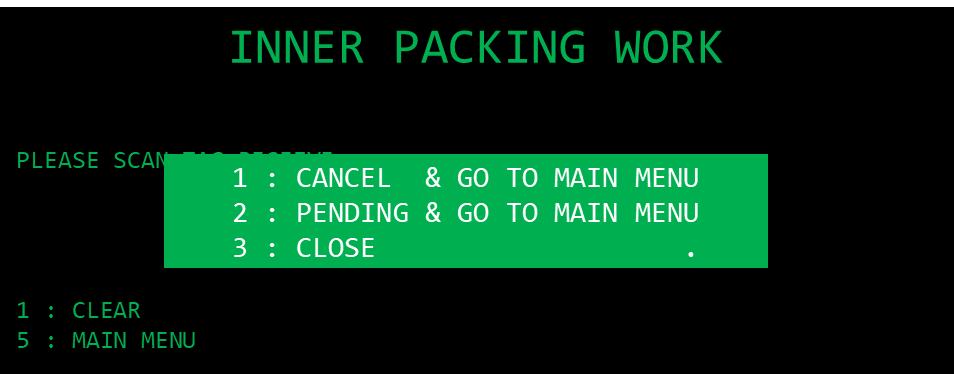 INNER PACKING WORK
PLEASE SCAN
1 : CANCEL  & GO TO MAIN MENU
2 : PENDING & GO TO MAIN MENU
3 : CLOSE                    .
1 : CLEAR
5 : MAIN MENU